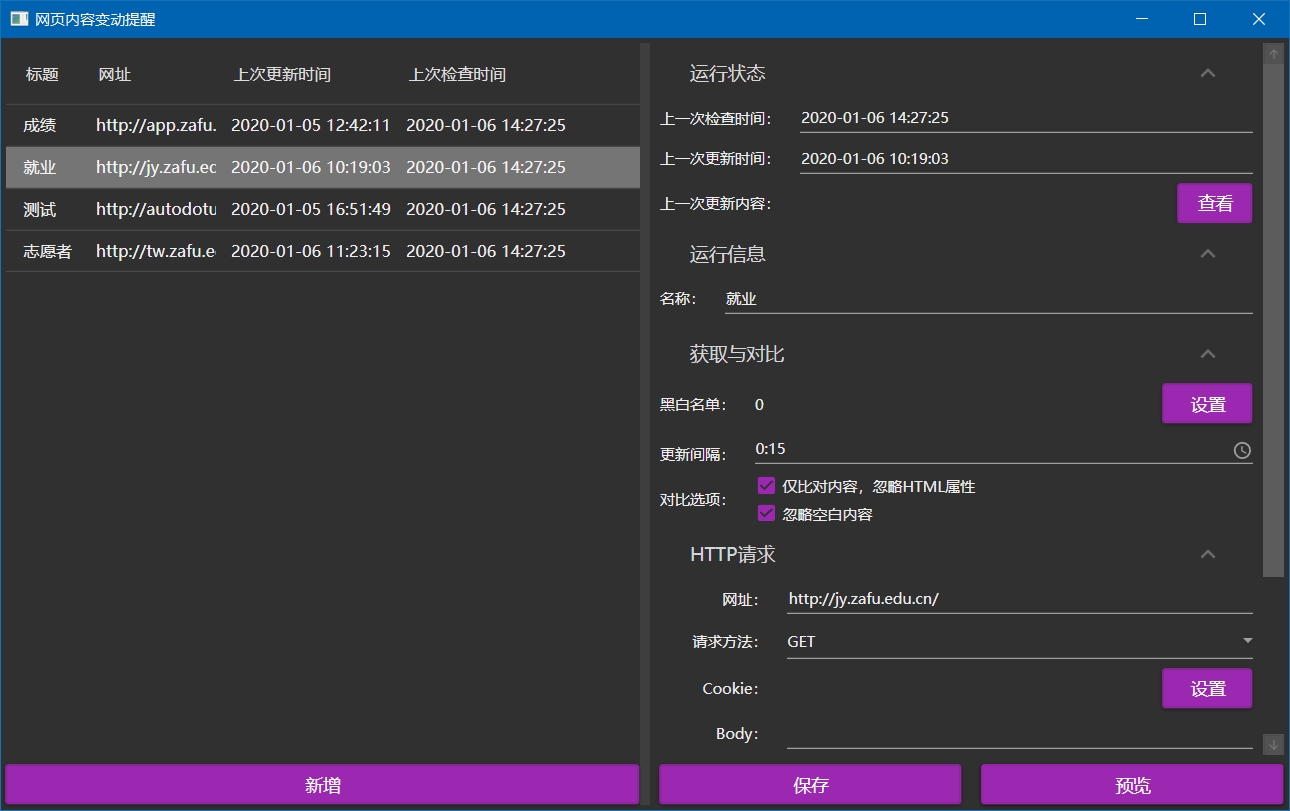 网页内容变动提醒
标题 网址 上次更新时间 上次检查时间
成绩 http://app.zafu. 2020-01-05 12:42:11 2020-01-06 14:27:25
就业 http://jy.zafu.ec 2020-01-06 10:19:03 2020-01-06 14:27:25
测试 http://autodotu 2020-01-05 16:51:49 2020-01-06 14:27:25
志愿者 http://tw.zafu.e 2020-01-06 11:23:15 2020-01-06 14:27:25
新增
运行状态
上一次检查时间： 2020-01-06 14:27:25
上一次更新时间： 2020-01-06 10:19:03
上一次更新内容： 查看
运行信息
名称： 就业
获取与对比
黑白名单： 0 设置
更新间隔： 0:15
对比选项： 仅比对内容，忽略HTML属性
忽略空白内容
HTTP请求
网址： http://jy.zafu.edu.cn/
请求方法： GET
Cookie： 设置
Body：
保存 预览